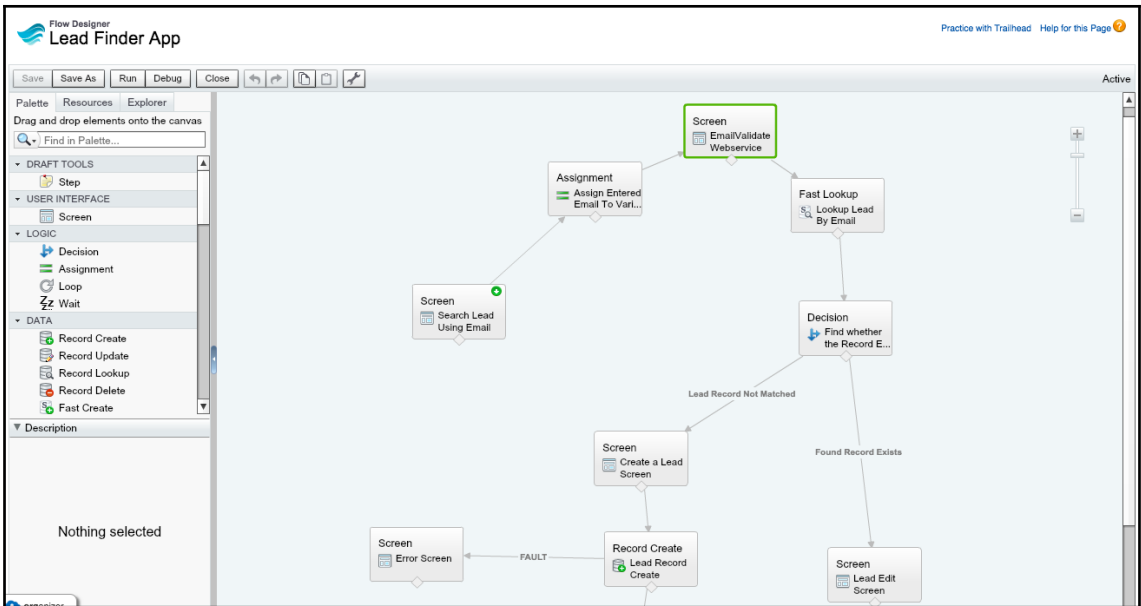 Flow Designer
Lead Finder App
Practice with Trailhead Help for this Page ?
Save Save As Run Debug Close
Active
Palette Resources Explorer
Drag and drop elements onto the canvas
Find in Palette...
DRAFT TOOLS
Step
USER INTERFACE
Screen
LOGIC
Decision
Assignment
Loop
Zz Wait
DATA
Record Create
Record Update
Record Lookup
Record Delete
Fast Create
Description
Nothing selected
Screen
EmailValidate
Webservice
Assignment
Assign Entered
Email To Vari...
Fast Lookup
Lookup Lead
By Email
Screen
Search Lead
Using Email
Decision
Find whether
the Record E...
Lead Record Not Matched
Found Record Exists
Screen
Create a Lead
Screen
Screen
Error Screen
FAULT
Record Create
Lead Record
Create
Screen
Lead Edit
Screen